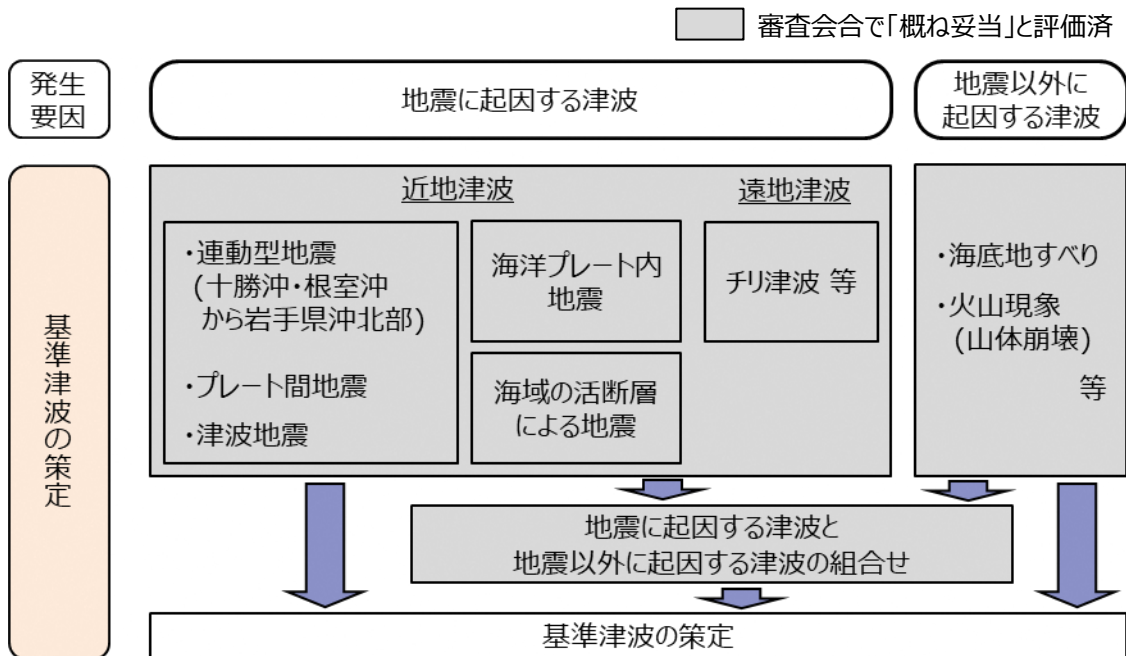 審査会合で「概ね妥当」と評価済
発生
要因
地震に起因する津波
地震以外に
起因する津波
基準津波の策定
近地津波
遠地津波
・連動型地震
(十勝沖・根室沖
から岩手県沖北部)
・プレート間地震
・津波地震
海洋プレート内
地震
海域の活断層
による地震
チリ津波 等
・海底地すべり
・火山現象
(山体崩壊)
等
地震に起因する津波と
地震以外に起因する津波の組合せ
基準津波の策定